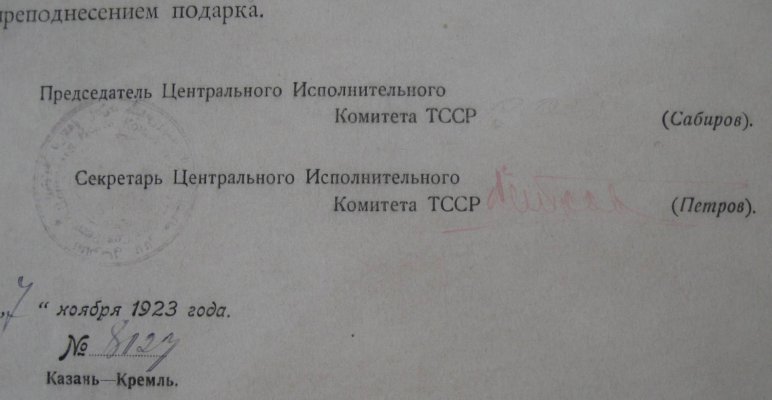 преподнесением подарка.
Председатель Центрального Исполнительного
Комитета ТССР (Сабиров).
Секретарь Центрального Исполнительного
Комитета ТССР (Петров).
„7“ ноября 1923 года.
№ 8127
Казань—Кремль.